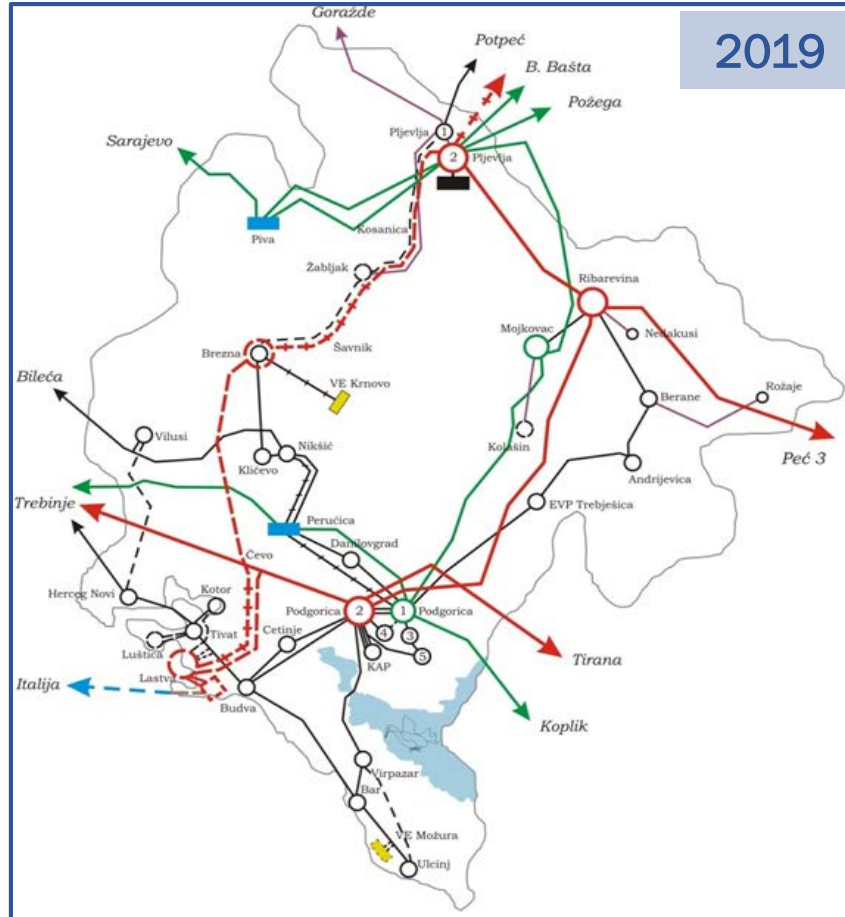 2019
Goražde
Potpeć
B. Bašta
Požega
Pljevlja
1
2
Pljevlja
Sarajevo
Piva
Kosanica
Žabljak
Ribarevina
Mojkovac
Nedakusi
Brezna
Šavnik
VE Krnovo
Berane
Rožaje
Bileća
Vilusi
Kolašin
Peć 3
Kličevo
Nikšić
Andrijevica
Trebinje
Perućica
EVP Trebješica
Danilovgrad
Čevo
Herceg Novi
Kotor
Podgorica
2
1
Podgorica
Tivat
Cetinje
4
3
Luštica
KAP
5
Tirana
Lastva
Italija
Budva
Koplik
Virpazar
Bar
VE Možura
Ulcinj